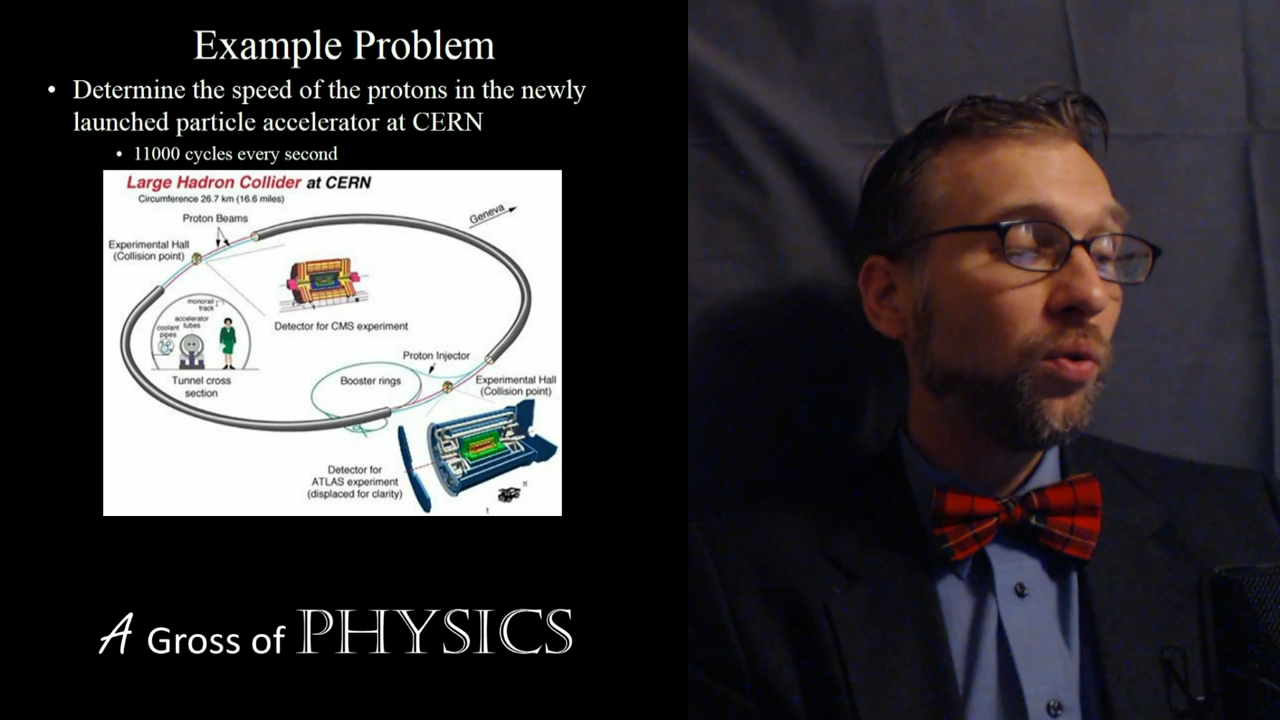 Example Problem
• Determine the speed of the protons in the newly
launched particle accelerator at CERN
• 11000 cycles every second
Large Hadron Collider at CERN
Circumference 26.7 km (16.6 miles)
Proton Beams
Geneva
Experimental Hall
(Collision point)
monorail
track
accelerator
tubes
coolant
pipes
Detector for CMS experiment
Tunnel cross
section
Proton Injector
Booster rings
Experimental Hall
(Collision point)
Detector for
ATLAS experiment
(displaced for clarity)
A Gross of PHYSICS